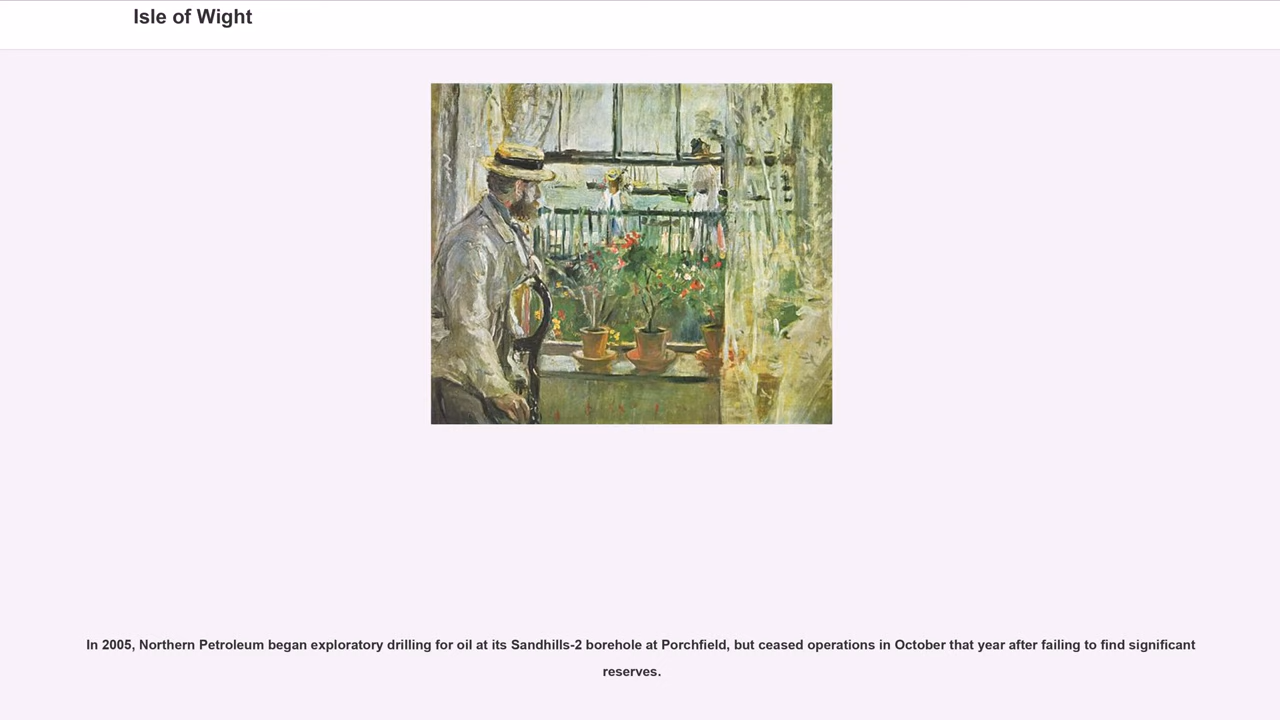 Isle of Wight
In 2005, Northern Petroleum began exploratory drilling for oil at its Sandhills-2 borehole at Porchfield, but ceased operations in October that year after failing to find significant
reserves.